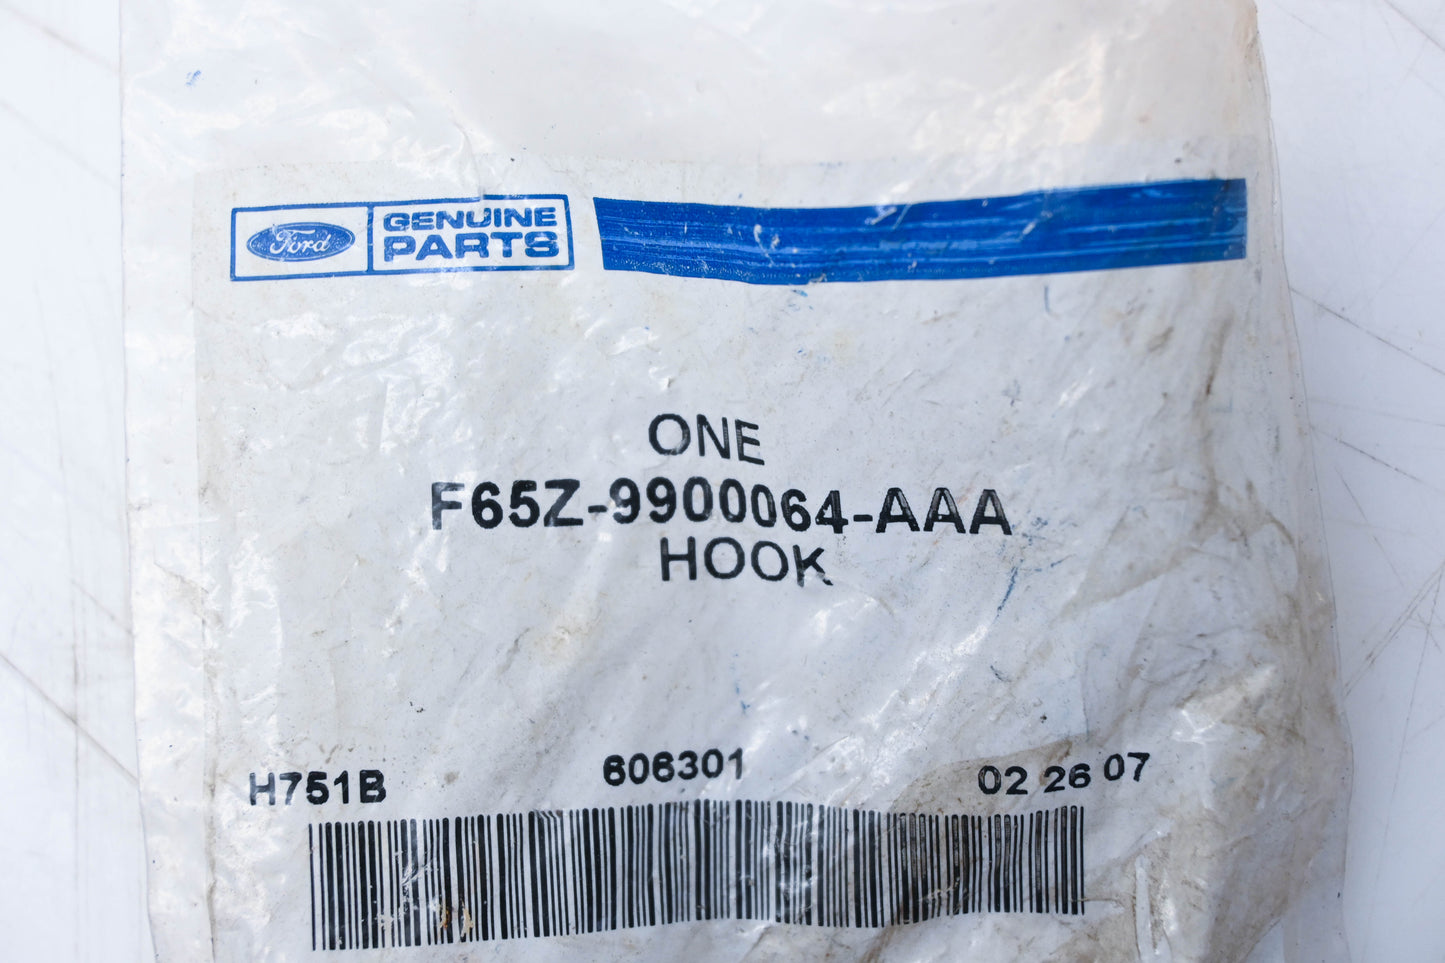 Ford GENUINE
PARTS
ONE
F65Z-9900064-AAA
HOOK
H751B 606301 02 26 07